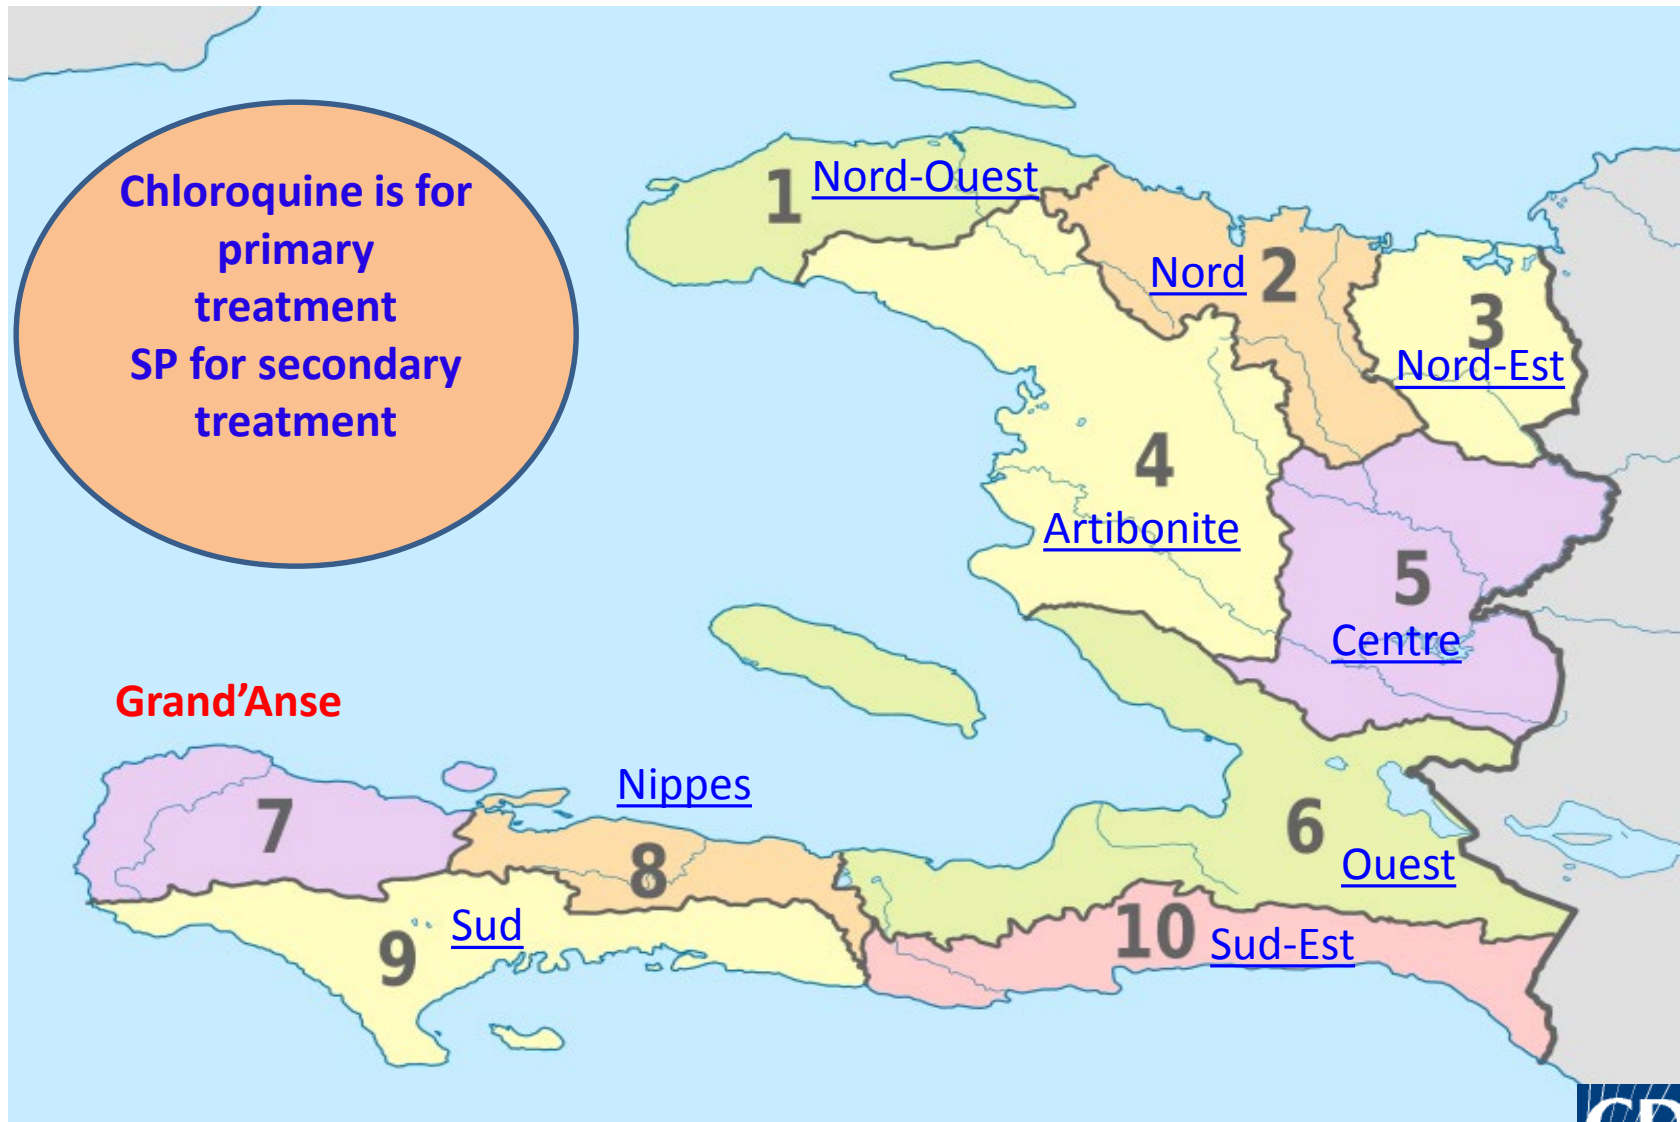 Chloroquine is for
primary
treatment
SP for secondary
treatment
1 Nord-Ouest
Nord 2
3
Nord-Est
4
Artibonite
5
Centre
Grand’Anse
7
Nippes
8
6
Ouest
9 Sud
10 Sud-Est